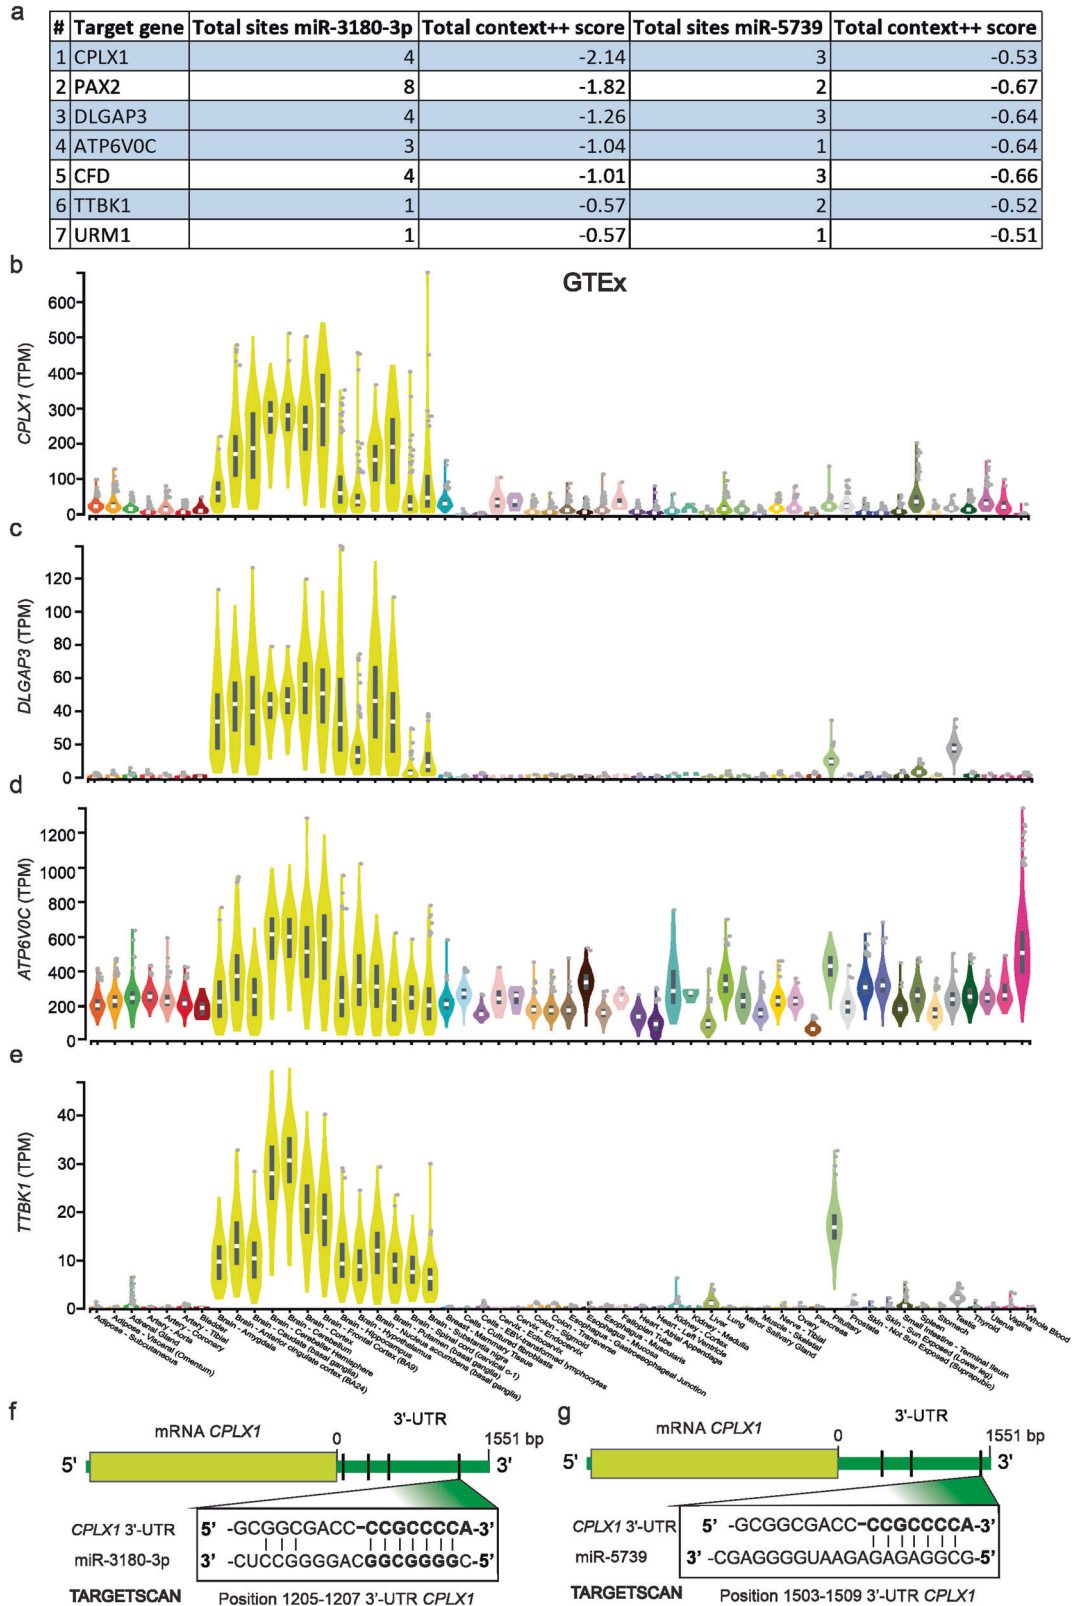 a
# Target gene Total sites miR-3180-3p Total context++ score Total sites miR-5739 Total context++ score
1 CPLX1 4 -2.14 3 -0.53
2 PAX2 8 -1.82 2 -0.67
3 DLGAP3 4 -1.26 3 -0.64
4 ATP6V0C 3 -1.04 1 -0.64
5 CFD 4 -1.01 3 -0.66
6 TTBK1 1 -0.57 2 -0.52
7 URM1 1 -0.57 1 -0.51
b
GTEx
CPLX1 (TPM)
600
500
400
300
200
100
0
c
DLGAP3 (TPM)
120
100
80
60
40
50
0
d
ATP6V0C (TPM)
1200
1000
800
600
400
200
0
e
TTBK1 (TPM)
40
30
20
10
0
Adipose - Subcutaneous
Adipose - Visceral (Omentum)
Adrenal Gland
Artery - Aorta
Artery - Coronary
Artery - Tibial
Bladder
Brain - Amygdala
Brain - Anterior cingulate cortex (BA24)
Brain - Caudate (basal ganglia)
Brain - Cerebellar Hemisphere
Brain - Cerebellum
Brain - Cortex
Brain - Frontal Cortex (BA9)
Brain - Hippocampus
Brain - Hypothalamus
Brain - Nucleus accumbens (basal ganglia)
Brain - Putamen (basal ganglia)
Brain - Spinal cord (cervical c-1)
Brain - Substantia nigra
Breast - Mammary Tissue
Cells - Cultured fibroblasts
Cells - EBV-transformed lymphocytes
Cervix - Ectocervix
Cervix - Endocervix
Colon - Sigmoid
Colon - Transverse
Esophagus - Gastroesophageal Junction
Esophagus - Mucosa
Esophagus - Muscularis
Fallopian Tube
Heart - Atrial Appendage
Heart - Left Ventricle
Kidney - Cortex
Kidney - Medulla
Liver
Lung
Minor Salivary Gland
Muscle - Skeletal
Nerve - Tibial
Ovary
Pancreas
Pituitary
Prostate
Skin - Not Sun Exposed (Suprapubic)
Skin - Sun Exposed (Lower leg)
Small Intestine - Terminal Ileum
Spleen
Stomach
Testis
Thyroid
Uterus
Vagina
Whole Blood
f
3'-UTR
mRNA CPLX1
0
1551 bp
5'
3'
CPLX1 3'-UTR 5' -GCGGCGACC-CCGCCCCA-3'
miR-3180-3p 3' -CUCCGGGGACGGCGGGGC-5'
TARGETSCAN Position 1205-1207 3'-UTR CPLX1
g
3'-UTR
mRNA CPLX1
0
1551 bp
5'
3'
CPLX1 3'-UTR 5' -GCGGCGACC-CCGCCCCA-3'
miR-5739 3' -CGAGGGGUAAGAGAGAGGCG-5'
TARGETSCAN Position 1503-1509 3'-UTR CPLX1